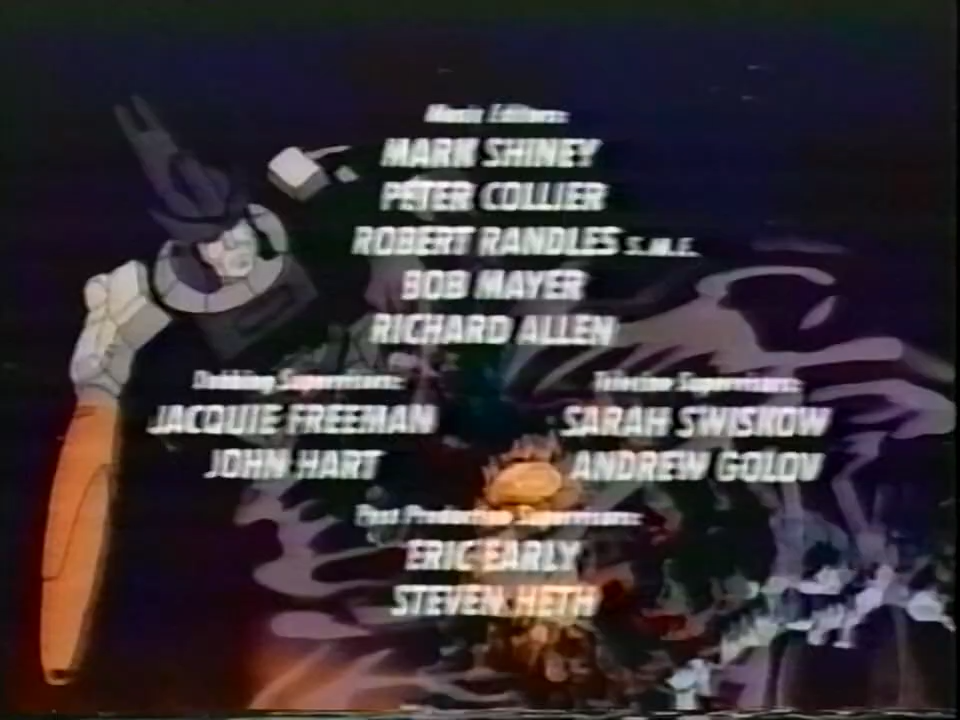 Music Editors:
MARK SHINEY
PETER COLLIER
ROBERT RANDLES S.M.E.
BOB MAYER
RICHARD ALLEN
Dubbing Supervisors:
JACQUIE FREEMAN
JOHN HART
Telecine Supervisors:
SARAH SWISKOW
ANDREW GOLOV
Post Production Supervisors:
ERIC EARLY
STEVEN HETH